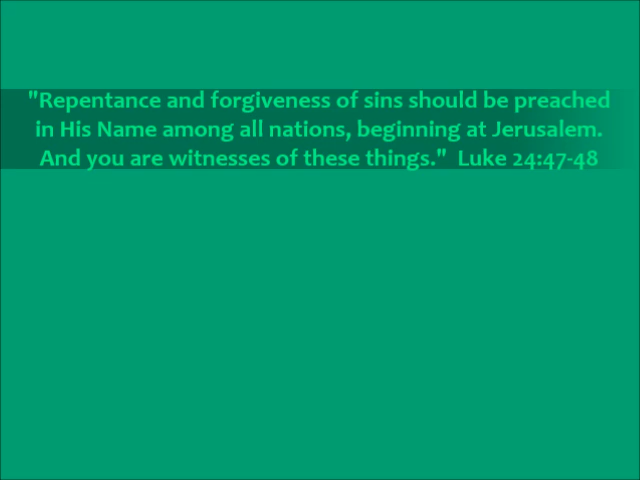 "Repentance and forgiveness of sins should be preached
in His Name among all nations, beginning at Jerusalem.
And you are witnesses of these things."  Luke 24:47-48